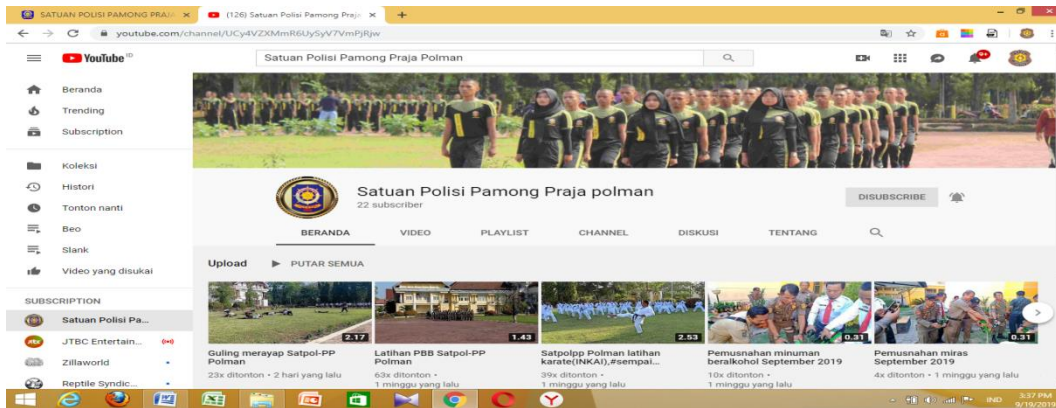 SATUAN POLISI PAMONG PRAJA
(126) Satuan Polisi Pamong Praja
youtube.com/channel/UCy4VZXMmR6UySyV7VmPjRjw
YouTube ID
Satuan Polisi Pamong Praja Polman
9+
Beranda
Trending
Subscription
Koleksi
Histori
Tonton nanti
Beo
Slank
Video yang disukai
SUBSCRIPTION
Satuan Polisi Pa...
JTBC Entertain...
Zillaworld
Reptile Syndic...
Satuan Polisi Pamong Praja polman
22 subscriber
DISUBSCRIBE
BERANDA VIDEO PLAYLIST CHANNEL DISKUSI TENTANG
Upload PUTAR SEMUA
2.17
Guling merayap Satpol-PP
Polman
23x ditonton • 2 hari yang lalu
1.43
Latihan PBB Satpol-PP
Polman
63x ditonton •
1 minggu yang lalu
2.53
Satpolpp Polman latihan
karate(INKAI),#sempai...
39x ditonton •
1 minggu yang lalu
0.31
Pemusnahan minuman
beralkohol September 2019
10x ditonton •
1 minggu yang lalu
0.31
Pemusnahan miras
September 2019
4x ditonton • 1 minggu yang lalu
IND
3:37 PM
9/19/2019